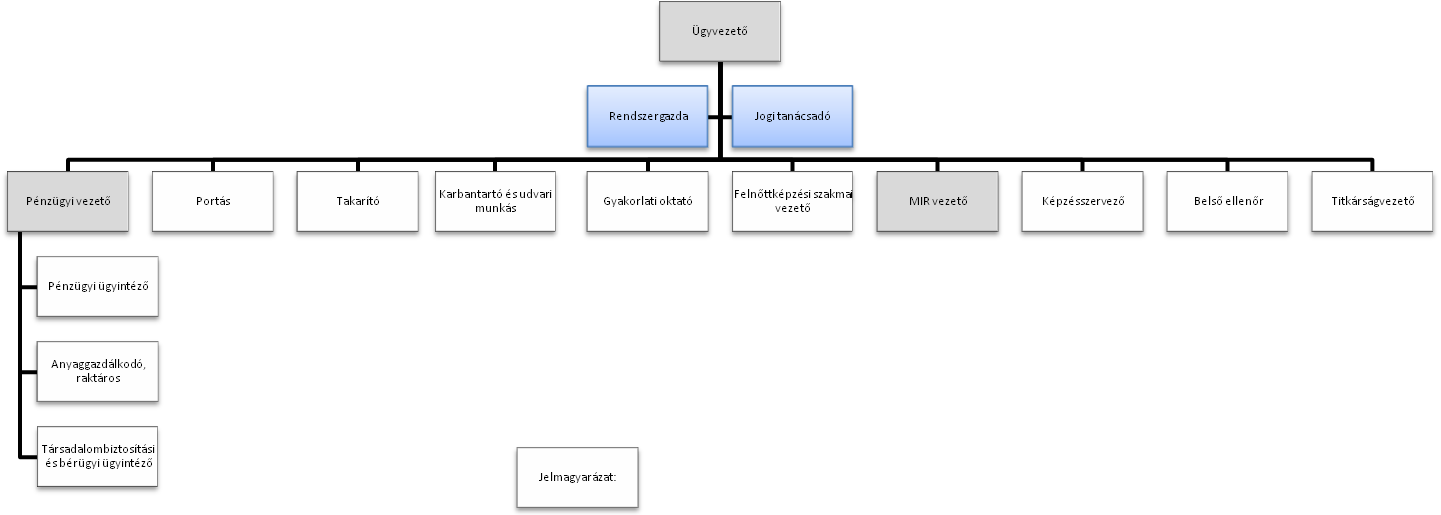 Ügyvezető
Rendszergazda
Jogi tanácsadó
Pénzügyi vezető
Portás
Takarító
Karbantartó és udvari
munkás
Gyakorlati oktató
Felnőttképzési szakmai
vezető
MIR vezető
Képzésszervező
Belső ellenőr
Titkárságvezető
Pénzügyi ügyintéző
Anyaggazdálkodó,
raktáros
Társadalombiztosítási
és bérügyi ügyintéző
Jelmagyarázat: